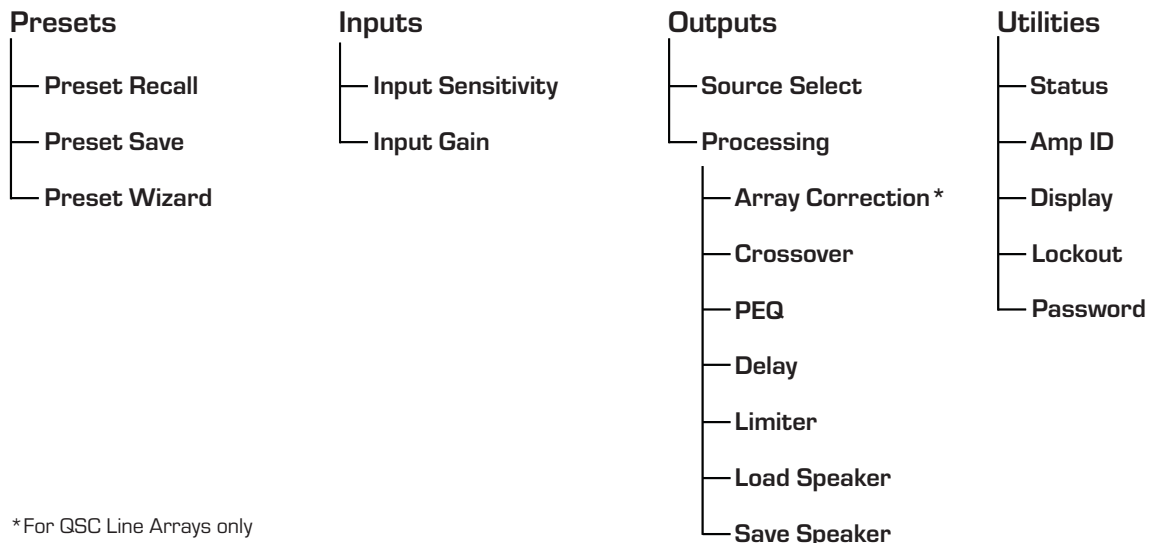 Presets
Preset Recall
Preset Save
Preset Wizard
Inputs
Input Sensitivity
Input Gain
Outputs
Source Select
Processing
Array Correction*
Crossover
PEQ
Delay
Limiter
Load Speaker
Save Speaker
Utilities
Status
Amp ID
Display
Lockout
Password
*For QSC Line Arrays only